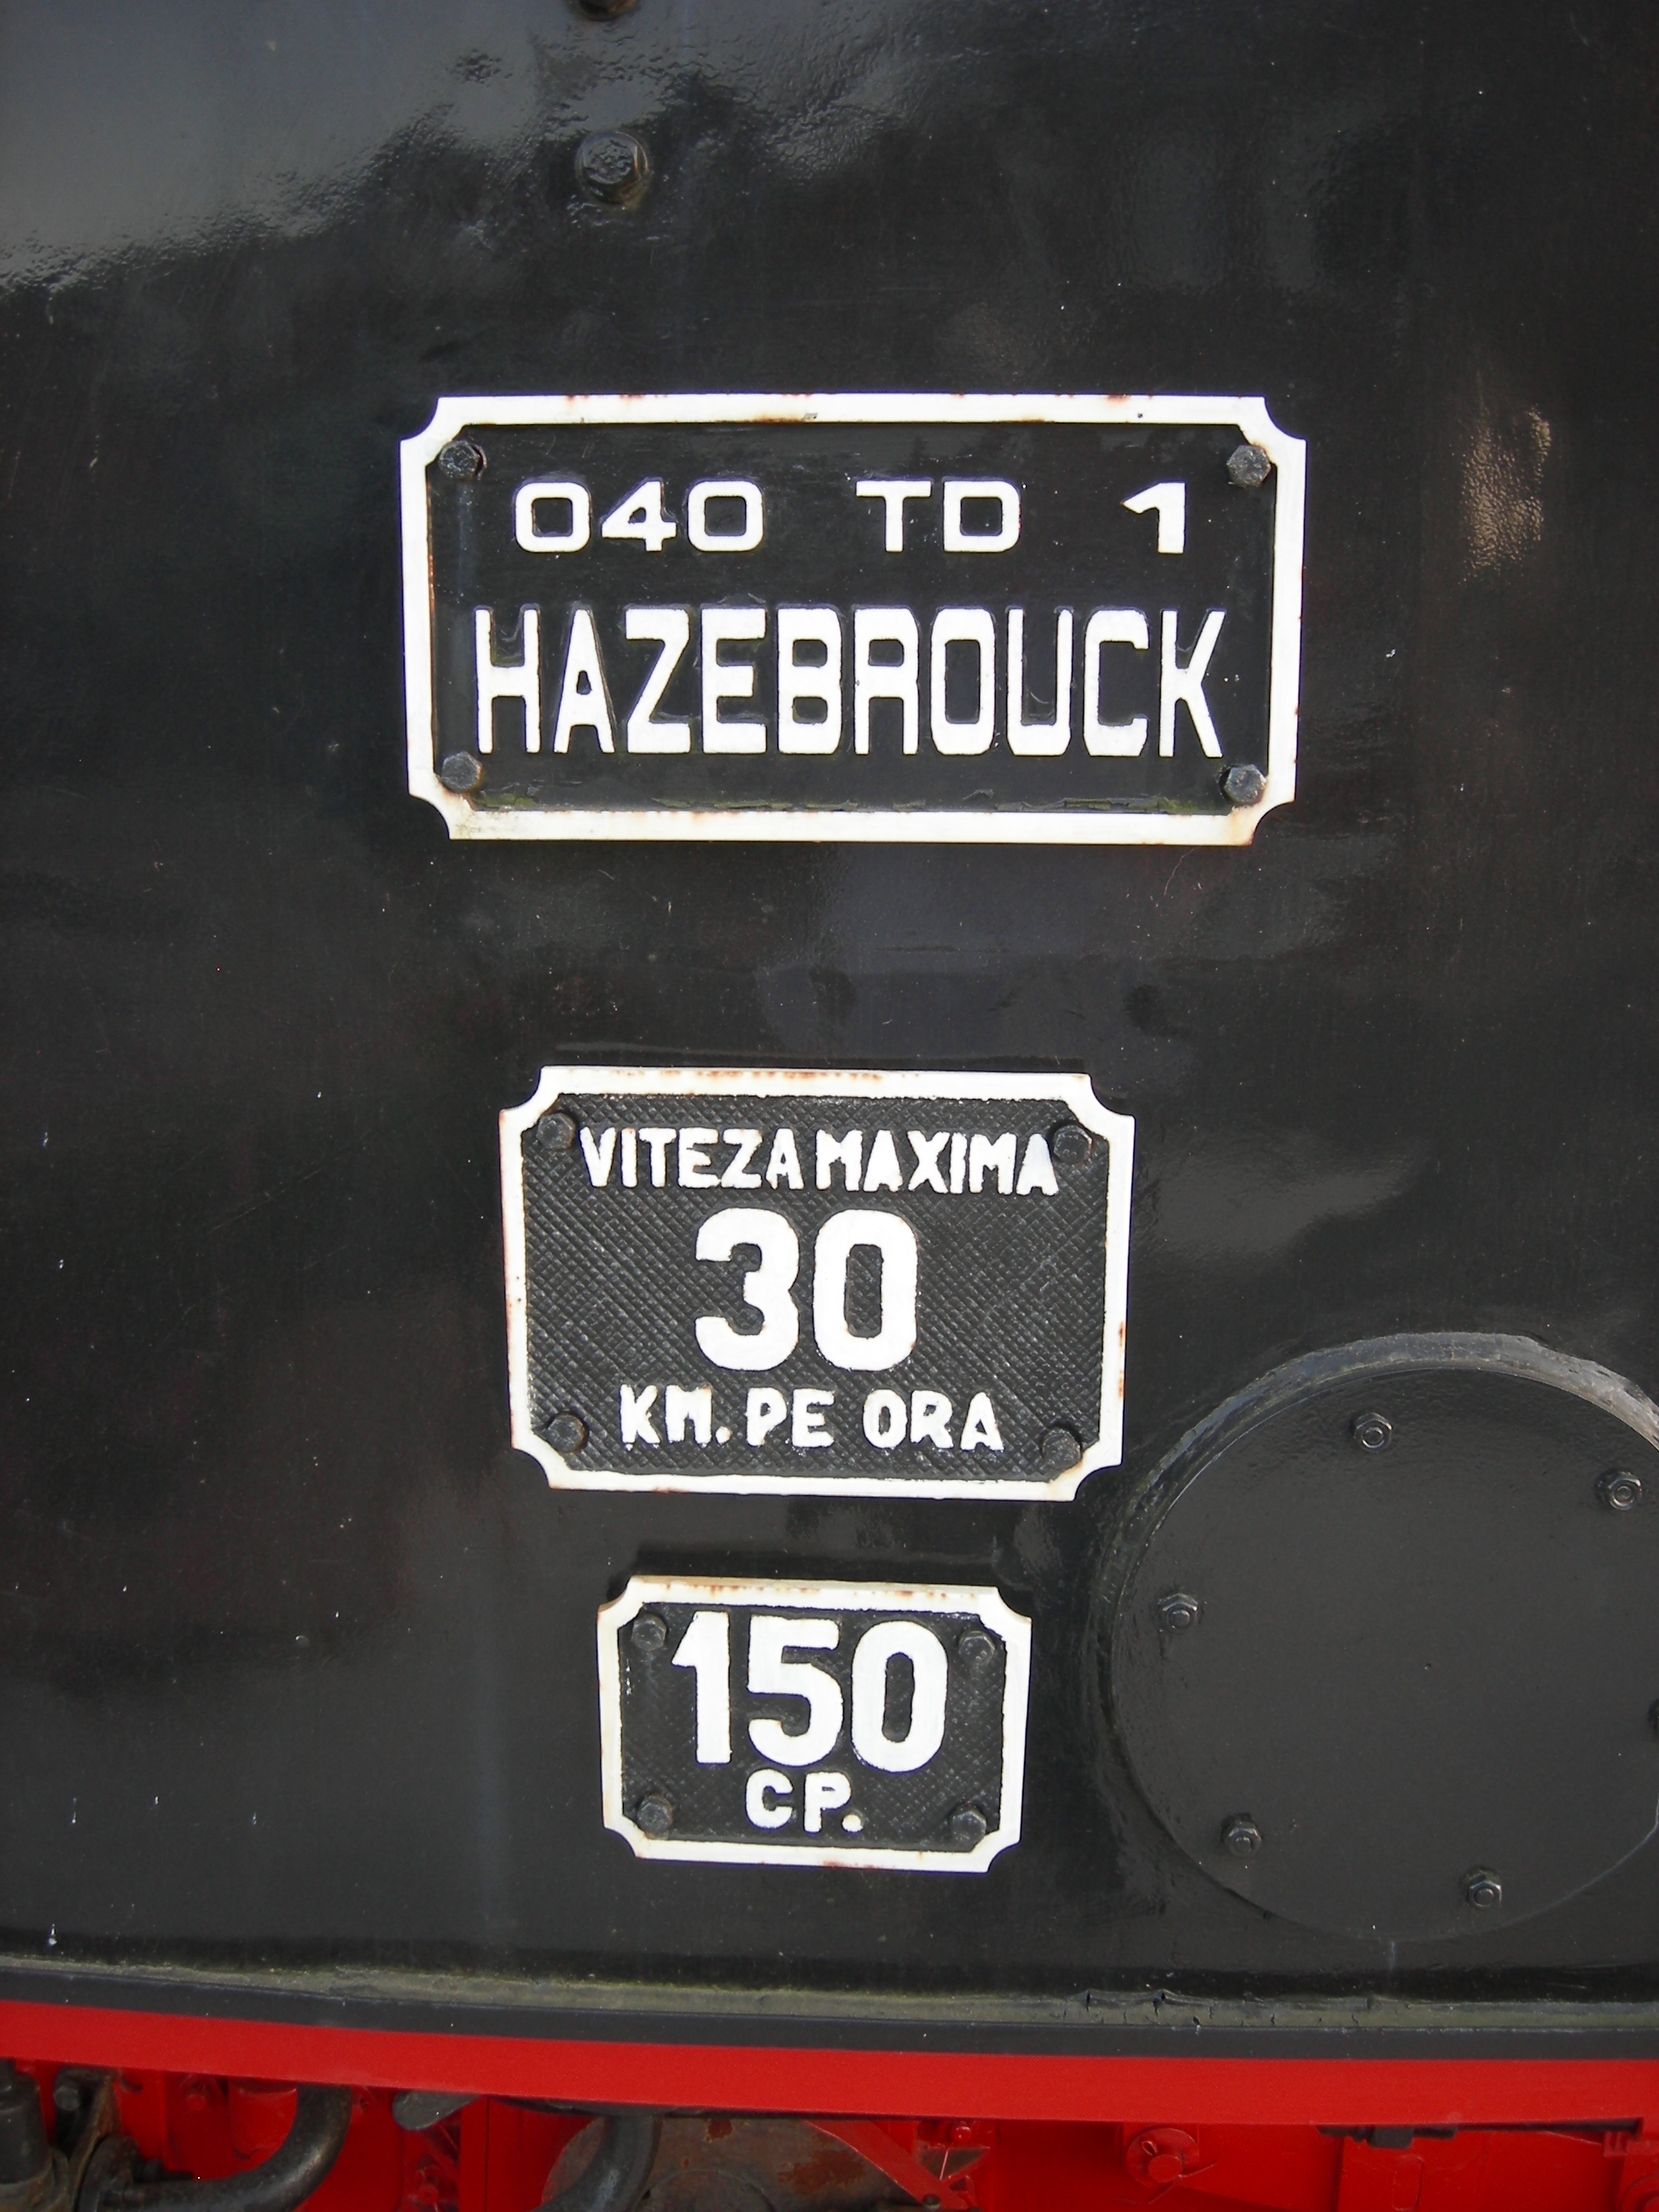 040 TD 1
HAZEBROUCK
VITEZA MAXIMA
30
KM. PE ORA
150
CP.